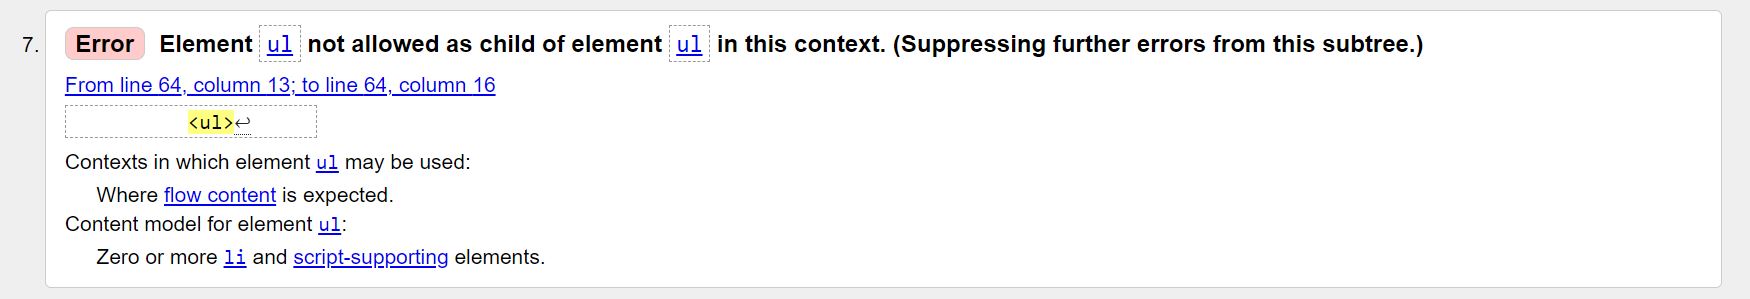 7. Error Element ul not allowed as child of element ul in this context. (Suppressing further errors from this subtree.)
From line 64, column 13; to line 64, column 16
<ul>↩
Contexts in which element ul may be used:
Where flow content is expected.
Content model for element ul:
Zero or more li and script-supporting elements.